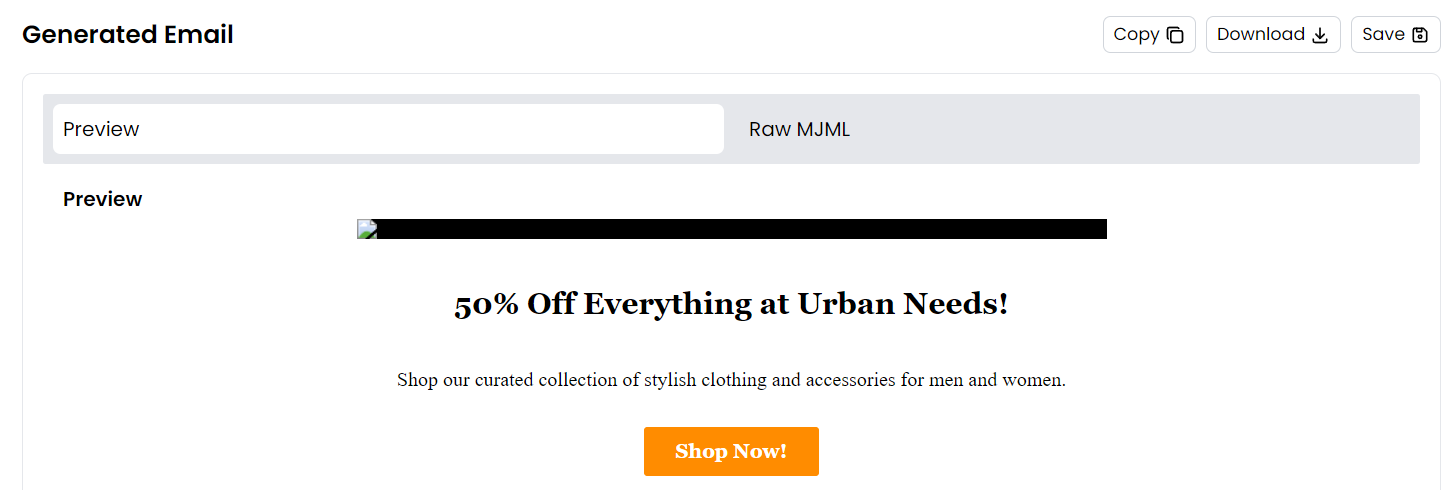 Generated Email
Copy Download Save
Preview Raw MJML
Preview
50% Off Everything at Urban Needs!
Shop our curated collection of stylish clothing and accessories for men and women.
Shop Now!